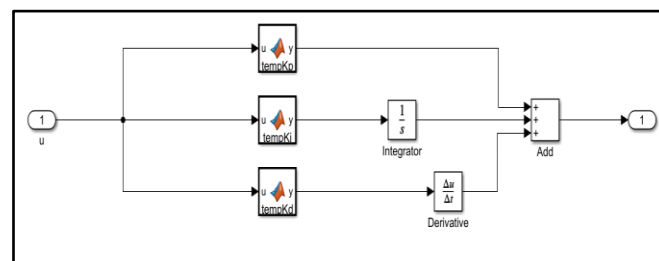 u y
tempKp
1
u
u y
tempKi
1
s
Integrator
+
+
+
Add
1
u y
tempKd
Δu
Δt
Derivative